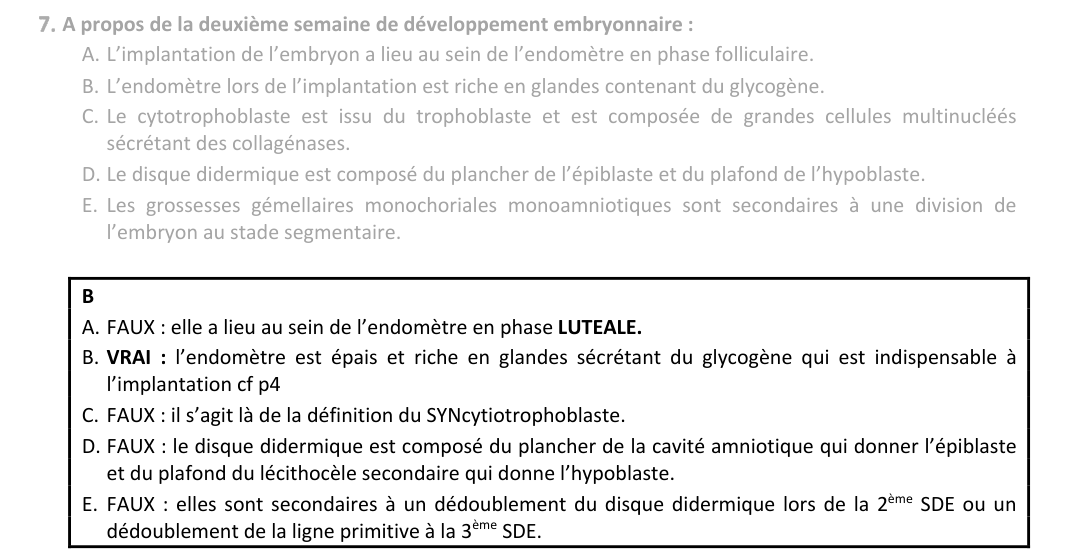 7. A propos de la deuxième semaine de développement embryonnaire :
A. L’implantation de l’embryon a lieu au sein de l’endomètre en phase folliculaire.
B. L’endomètre lors de l’implantation est riche en glandes contenant du glycogène.
C. Le cytotrophoblaste est issu du trophoblaste et est composée de grandes cellules multinucléés
sécrétant des collagénases.
D. Le disque didermique est composé du plancher de l’épiblaste et du plafond de l’hypoblaste.
E. Les grossesses gémellaires monochoriales monoamniotiques sont secondaires à une division de
l’embryon au stade segmentaire.
B
A. FAUX : elle a lieu au sein de l’endomètre en phase LUTEALE.
B. VRAI : l’endomètre est épais et riche en glandes sécrétant du glycogène qui est indispensable à
l’implantation cf p4
C. FAUX : il s’agit là de la définition du SYNcytiotrophoblaste.
D. FAUX : le disque didermique est composé du plancher de la cavité amniotique qui donner l’épiblaste
et du plafond du lécithocèle secondaire qui donne l’hypoblaste.
E. FAUX : elles sont secondaires à un dédoublement du disque didermique lors de la 2ème SDE ou un
dédoublement de la ligne primitive à la 3ème SDE.